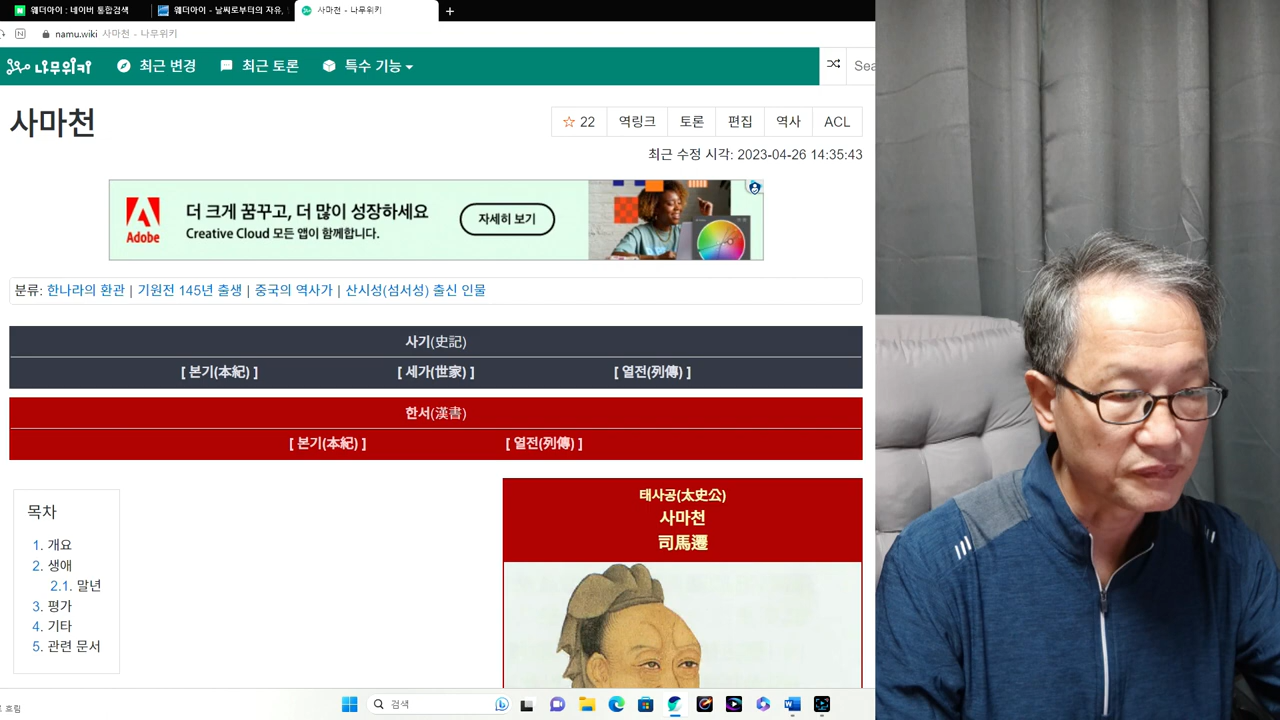 웨더아이 : 네이버 통합검색
웨더아이 - 날씨로부터의 자유,
사마천 - 나무위키
namu.wiki 사마천 - 나무위키
나무위키
최근 변경
최근 토론
특수 기능
Sea
사마천
22
역링크
토론
편집
역사
ACL
최근 수정 시각: 2023-04-26 14:35:43
Adobe
더 크게 꿈꾸고, 더 많이 성장하세요
Creative Cloud 모든 앱이 함께합니다.
자세히 보기
분류: 한나라의 환관 | 기원전 145년 출생 | 중국의 역사가 | 산시성(섬서성) 출신 인물
사기(史記)
[ 본기(本紀) ]
[ 세가(世家) ]
[ 열전(列傳) ]
한서(漢書)
[ 본기(本紀) ]
[ 열전(列傳) ]
목차
1. 개요
2. 생애
2.1. 말년
3. 평가
4. 기타
5. 관련 문서
태사공(太史公)
사마천
司馬遷
흐림
검색